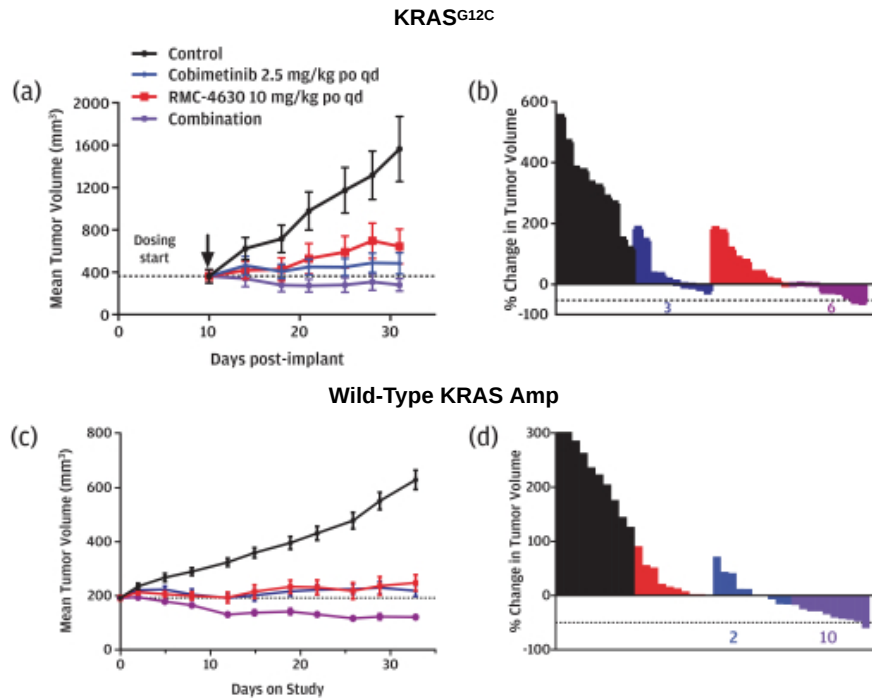 KRASG12C
Control
Cobimetinib 2.5 mg/kg po qd
RMC-4630 10 mg/kg po qd
Combination
(a)
Mean Tumor Volume (mm³)
2000
1600
1200
800
400
0
Dosing
start
0
10
20
30
Days post-implant
(b)
% Change in Tumor Volume
600
400
200
0
-100
3
6
Wild-Type KRAS Amp
(c)
Mean Tumor Volume (mm³)
800
600
400
200
0
0
10
20
30
Days on Study
(d)
% Change in Tumor Volume
300
200
100
0
-100
2
10